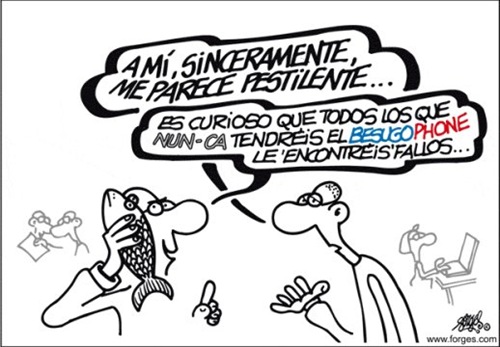 A MÍ, SINCERAMENTE,
ME PARECE PESTILENTE...
ES CURIOSO QUE TODOS LOS QUE
NUN-CA TENDRÉIS EL BESUGOPHONE
LE 'ENCONTRÉIS' FALLOS...
www.forges.com